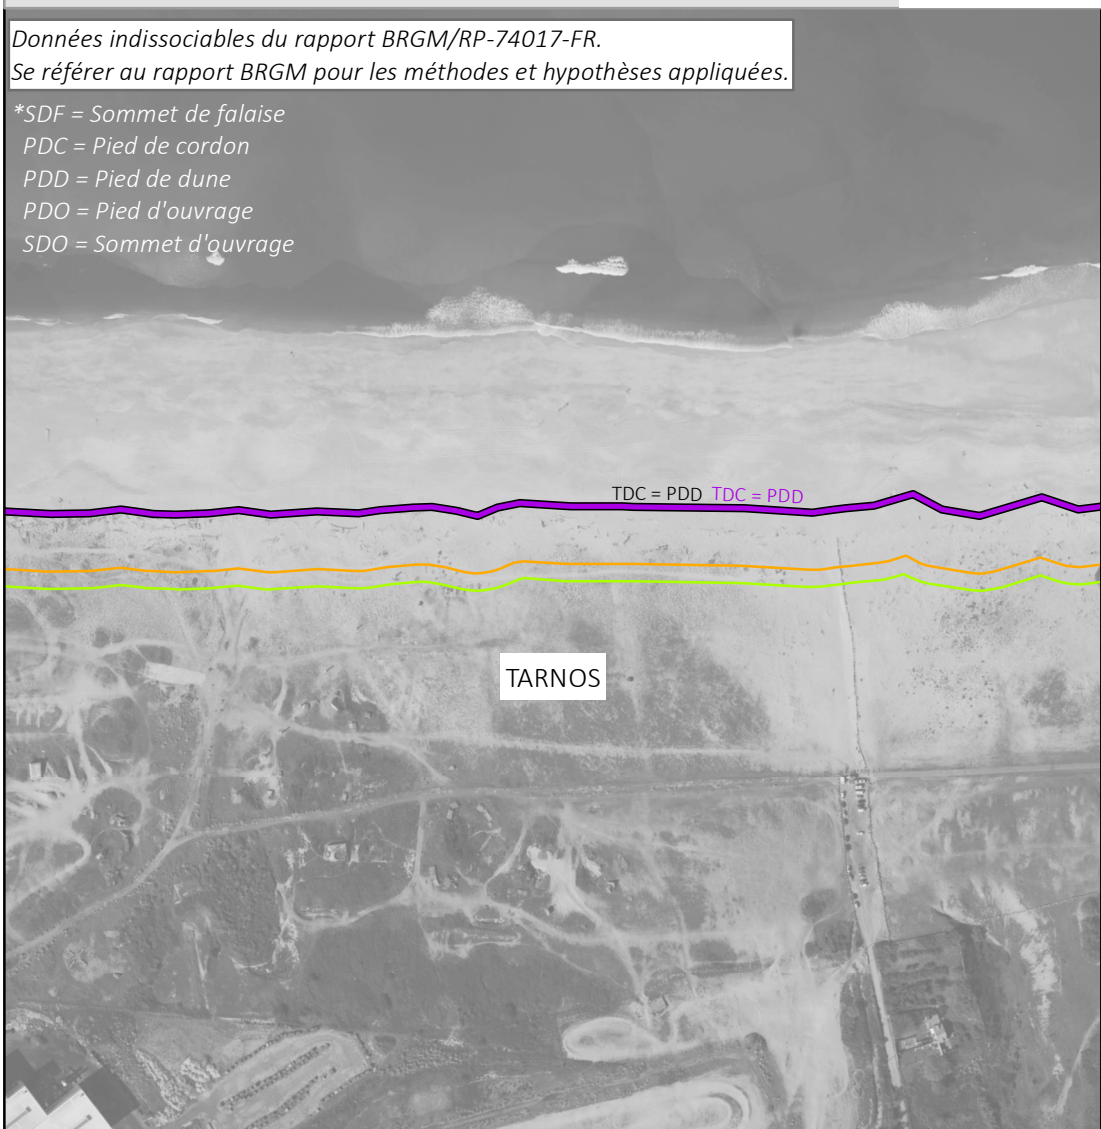 Données indissociables du rapport BRGM/RP-74017-FR.
Se référer au rapport BRGM pour les méthodes et hypothèses appliquées.
*SDF = Sommet de falaise
PDC = Pied de cordon
PDD = Pied de dune
PDO = Pied d'ouvrage
SDO = Sommet d'ouvrage
TDC = PDD TDC = PDD
TARNOS